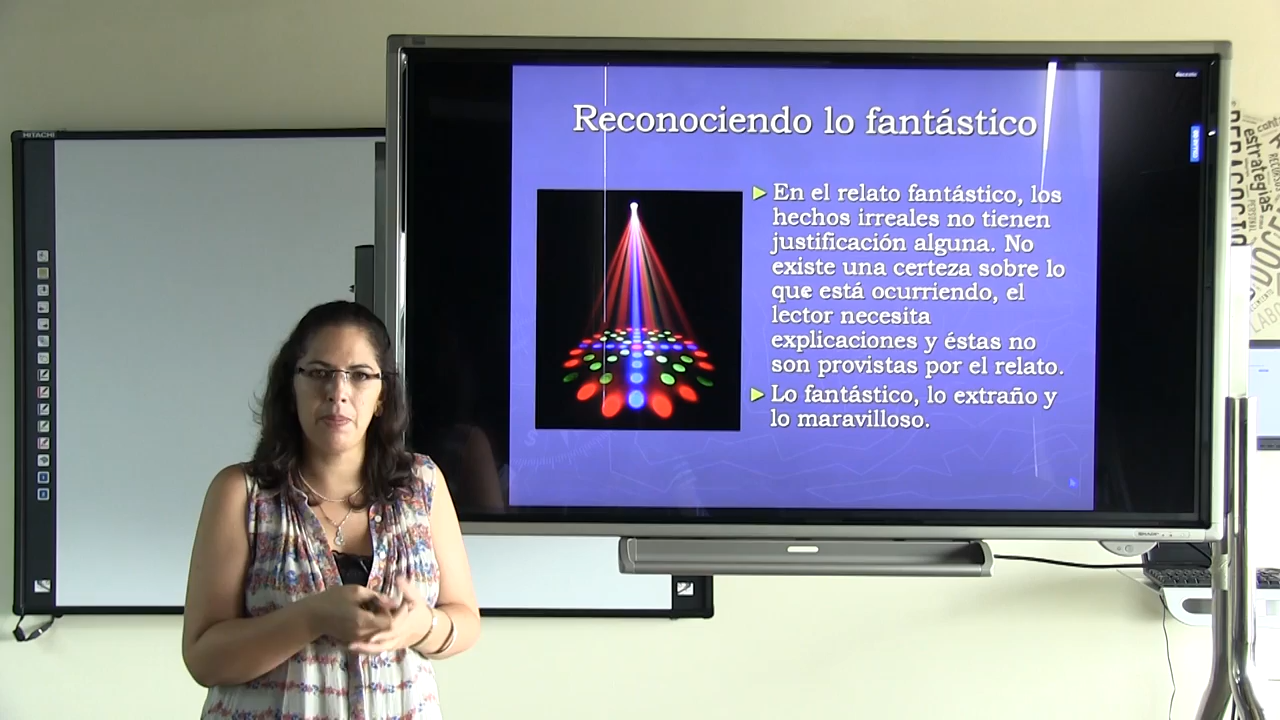 HITACHI
Reconociendo lo fantástico
► En el relato fantástico, los
hechos irreales no tienen
justificación alguna. No
existe una certeza sobre lo
que está ocurriendo, el
lector necesita
explicaciones y éstas no
son provistas por el relato.
► Lo fantástico, lo extraño y
lo maravilloso.
SHARP
estrategias